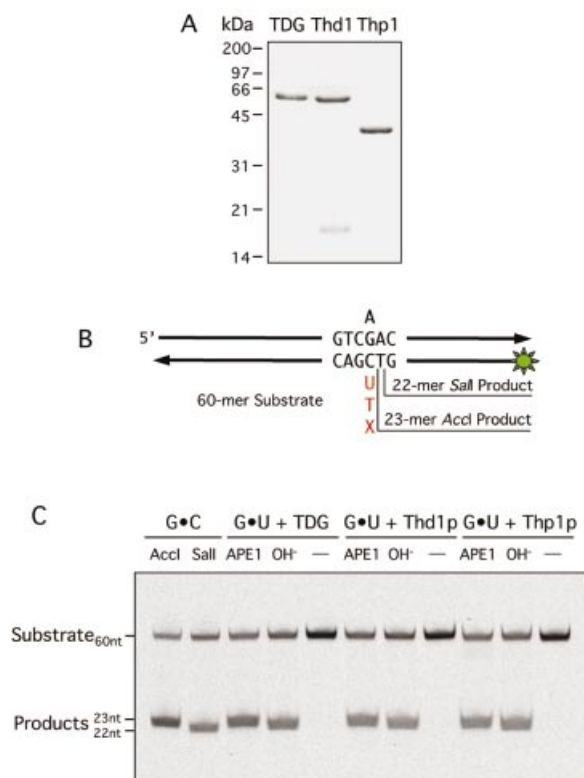 A kDa TDG Thd1 Thp1
200
97
66
45
31
21
14
B
A
5' GTCGAC
CAGCTG
U 22-mer SalI Product
60-mer Substrate T
X 23-mer AccI Product
C
G•C G•U + TDG G•U + Thd1p G•U + Thp1p
AccI SalI APE1 OH- — APE1 OH- — APE1 OH- —
Substrate 60nt
Products 23nt
22nt